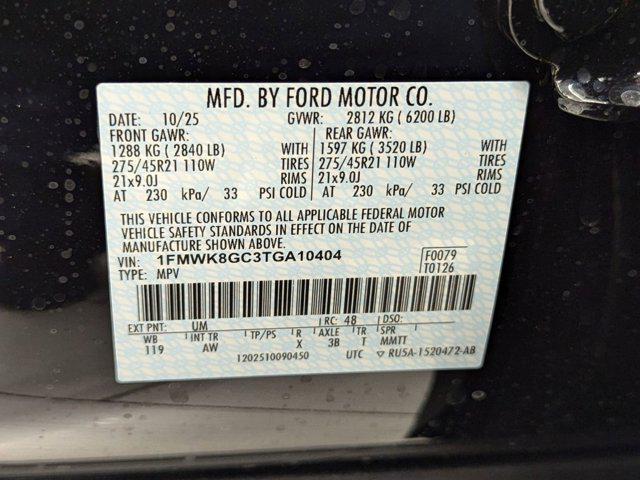 MFD. BY FORD MOTOR CO.
DATE: 10/25 GVWR: 2812 KG ( 6200 LB)
FRONT GAWR: REAR GAWR:
1288 KG ( 2840 LB) WITH 1597 KG ( 3520 LB) WITH
275/45R21 110W TIRES 275/45R21 110W TIRES
21x9.0J RIMS 21x9.0J RIMS
AT 230 kPa/ 33 PSI COLD AT 230 kPa/ 33 PSI COLD
THIS VEHICLE CONFORMS TO ALL APPLICABLE FEDERAL MOTOR
VEHICLE SAFETY STANDARDS IN EFFECT ON THE DATE OF
MANUFACTURE SHOWN ABOVE.
VIN: 1FMWK8GC3TGA10404 F0079
TYPE: MPV T0126
EXT PNT: UM RC: 48 DSO:
WB INT TR TP/PS R AXLE TR SPR
119 AW X 3B T MMTT
1202510090450 UTC RU5A-1520472-AB